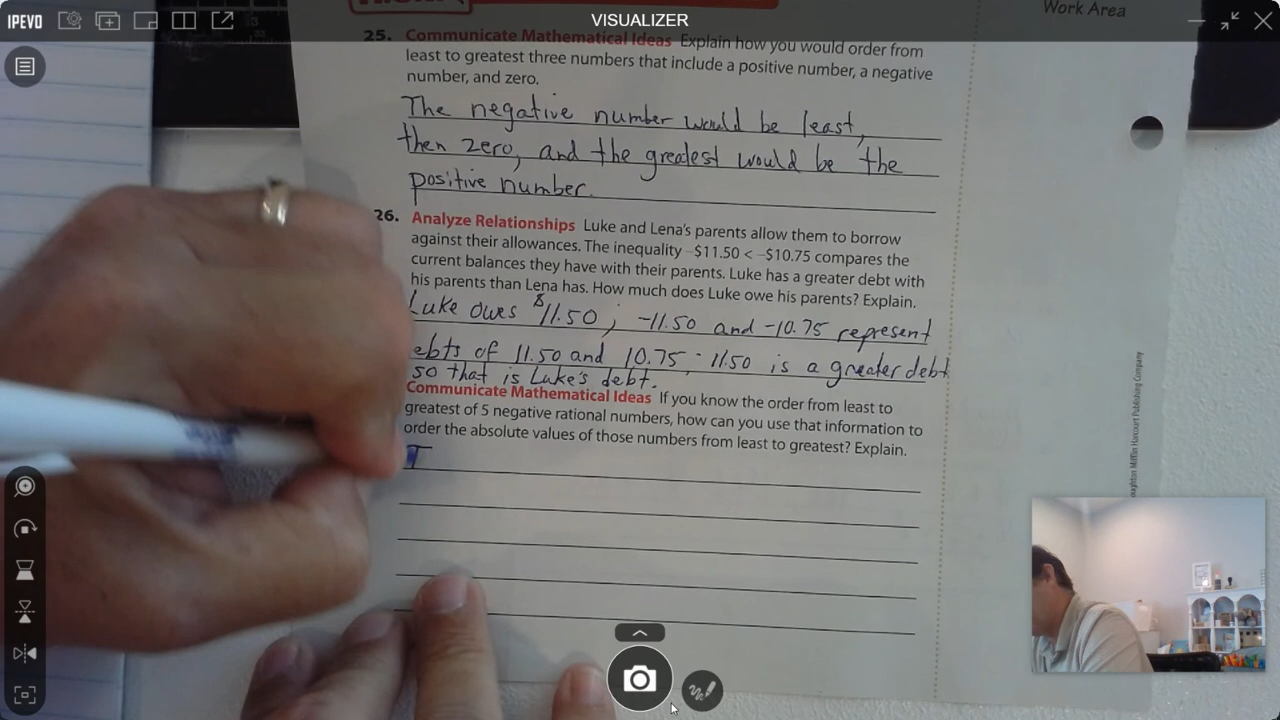 IPEVO
VISUALIZER
Work Area
25. Communicate Mathematical Ideas Explain how you would order from
least to greatest three numbers that include a positive number, a negative
number, and zero.
The negative number would be least,
then zero, and the greatest would be the
positive number.
26. Analyze Relationships Luke and Lena's parents allow them to borrow
against their allowances. The inequality -$11.50 < -$10.75 compares the
current balances they have with their parents. Luke has a greater debt with
his parents than Lena has. How much does Luke owe his parents? Explain.
Luke owes $11.50; -11.50 and -10.75 represent
ebts of 11.50 and 10.75; 11.50 is a greater debt
so that is Luke's debt.
Communicate Mathematical Ideas If you know the order from least to
greatest of 5 negative rational numbers, how can you use that information to
order the absolute values of those numbers from least to greatest? Explain.
T
oughton Mifflin Harcourt Publishing Company